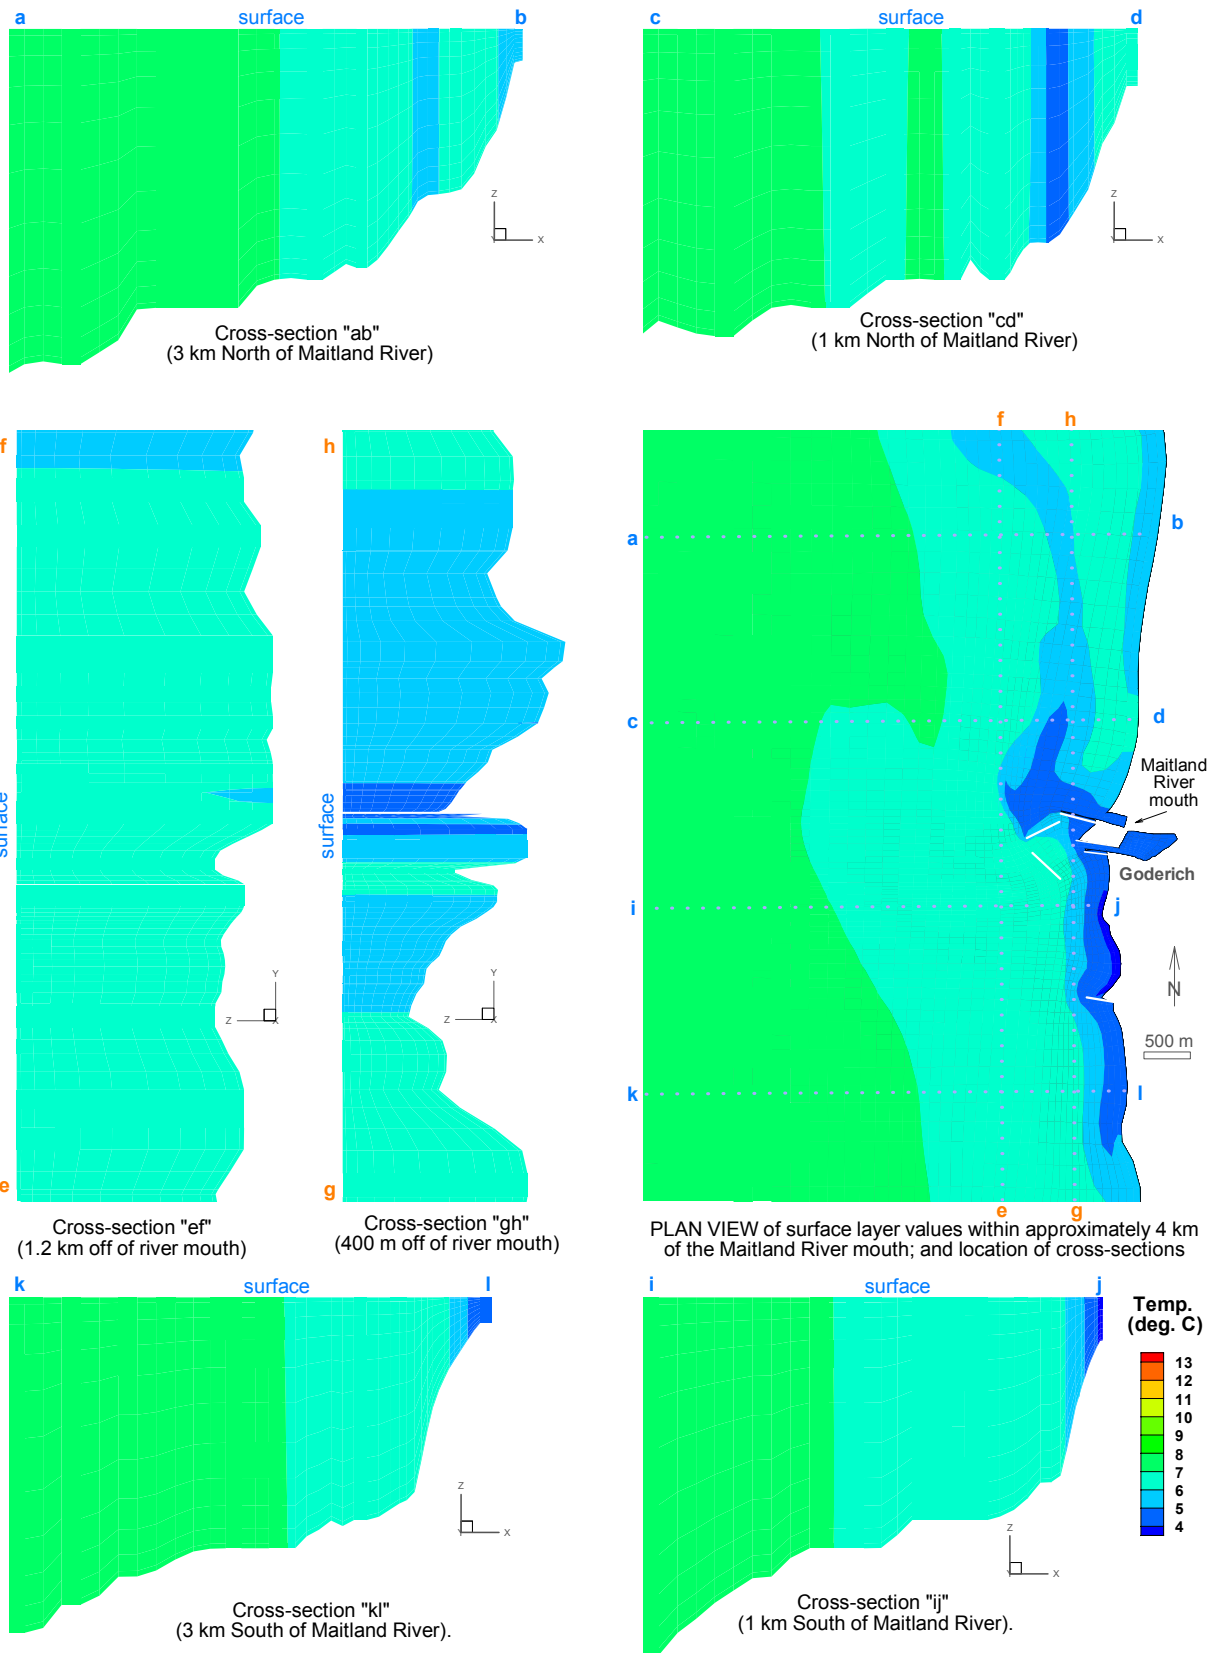 a surface b
c surface d
Z
X
Y
Z
X
Y
Cross-section "ab"
(3 km North of Maitland River)
Cross-section "cd"
(1 km North of Maitland River)
f
surface
e
Z
Y
X
Cross-section "ef"
(1.2 km off of river mouth)
h
surface
g
Z
Y
X
Cross-section "gh"
(400 m off of river mouth)
f h
a b
c d
Maitland
River
mouth
Goderich
i j
N
500 m
k l
e g
PLAN VIEW of surface layer values within approximately 4 km
of the Maitland River mouth; and location of cross-sections
k surface l
Z
X
Y
Cross-section "kl"
(3 km South of Maitland River).
i surface j
Z
X
Y
Cross-section "ij"
(1 km South of Maitland River).
Temp.
(deg. C)
13
12
11
10
9
8
7
6
5
4